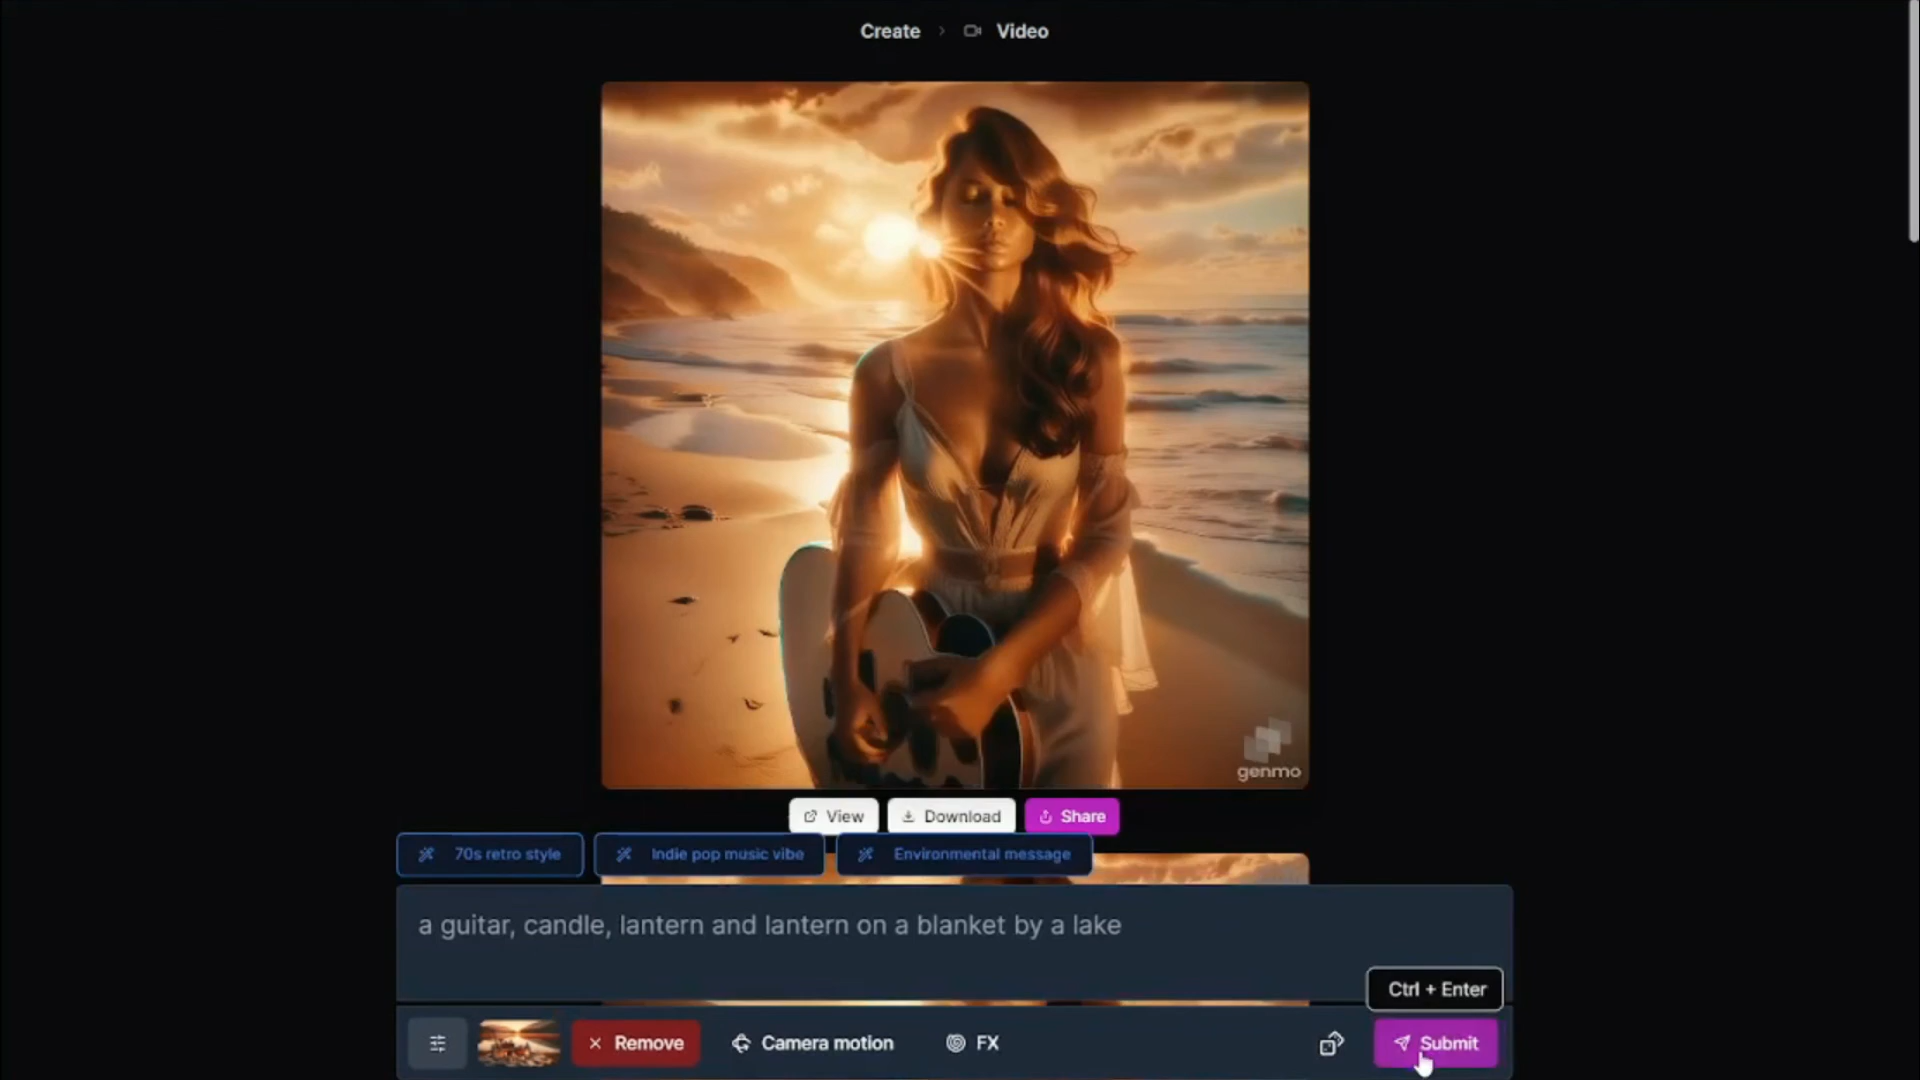 Create > Video
genmo
View Download Share
70s retro style Indie pop music vibe Environmental message
a guitar, candle, lantern and lantern on a blanket by a lake
Ctrl + Enter
Remove Camera motion FX Submit